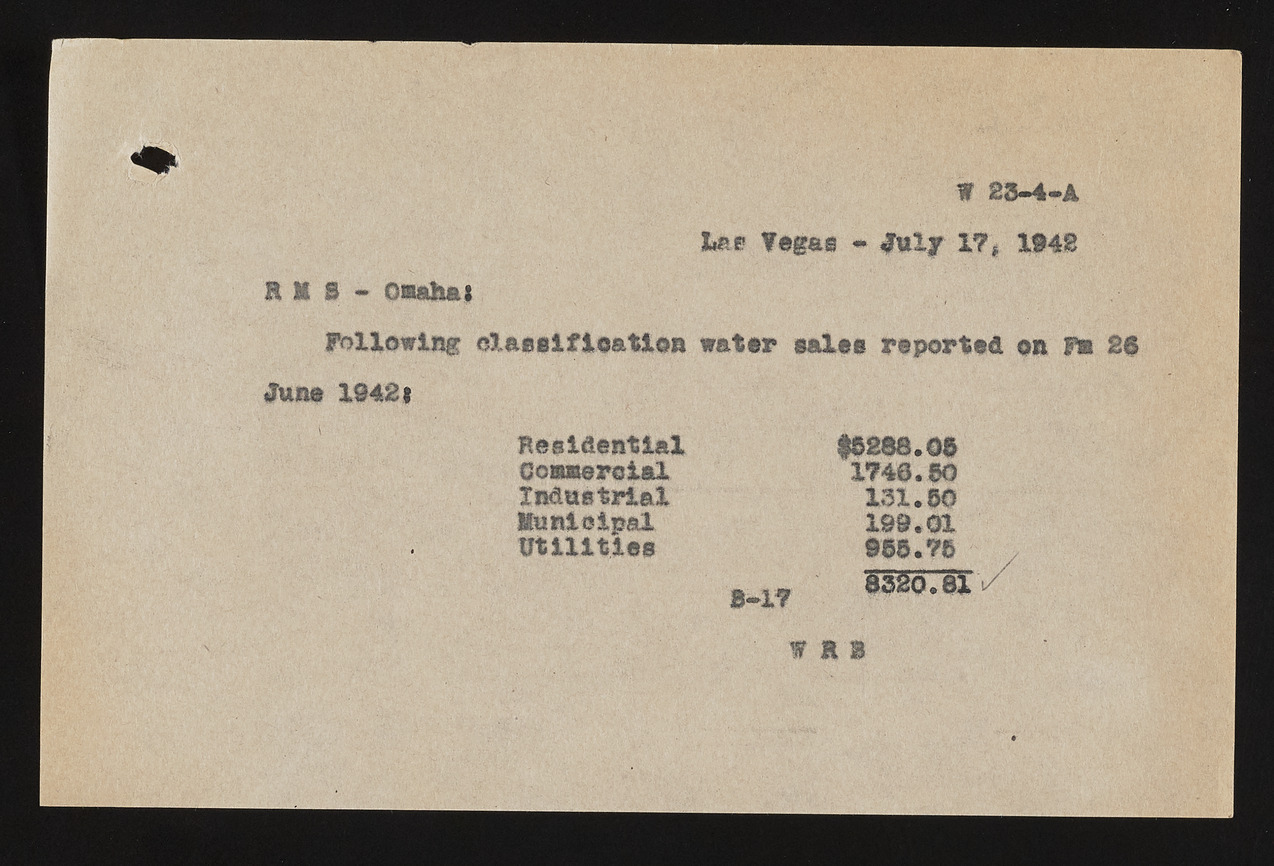 W 23-4-A
Las Vegas - July 17, 1942
R M S - Omaha:
Following classification water sales reported on Fm 26
June 1942:
Residential $5288.05
Commercial 1746.50
Industrial 131.50
Municipal 199.01
Utilities 955.75
8320.81
B-17
W R B